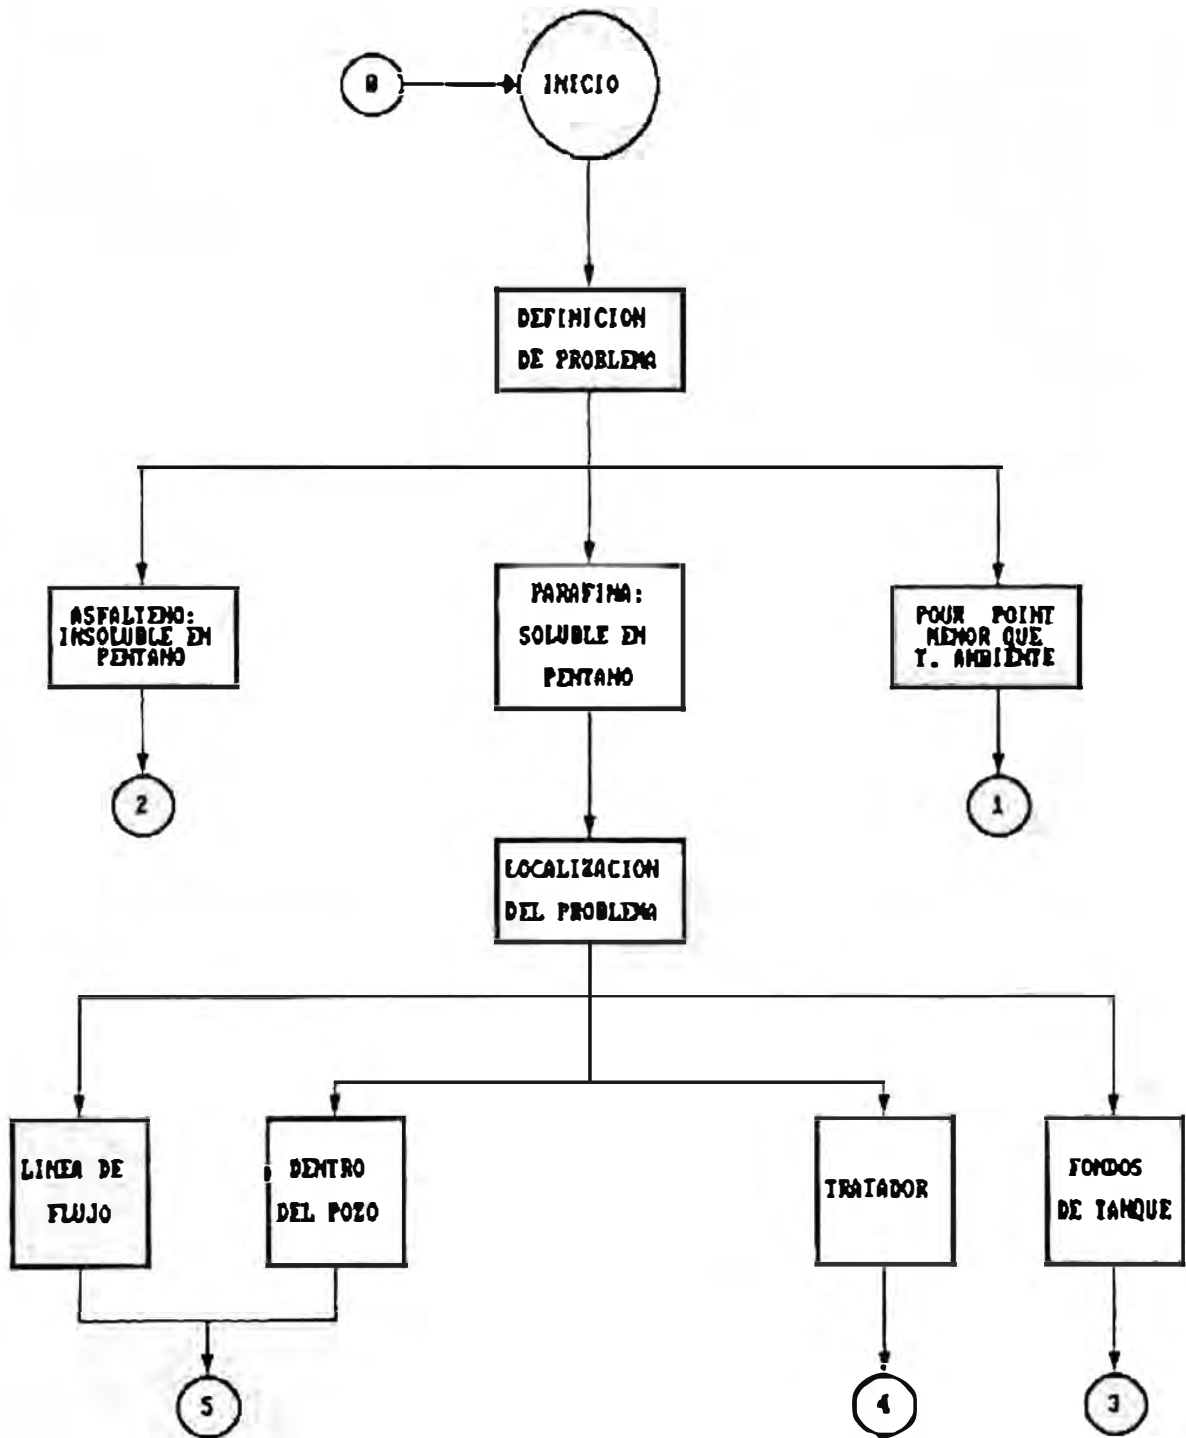 INICIO
DEFINICION
DE PROBLEMA
ASFALTENO:
INSOLUBLE EN
PENTANO
PARAFINA:
SOLUBLE EN
PENTANO
POUR POINT
MENOR QUE
T. AMBIENTE
2
1
LOCALIZACION
DEL PROBLEMA
LINEA DE
FLUJO
DENTRO
DEL POZO
TRATADOR
FONDOS
DE TANQUE
5
4
3